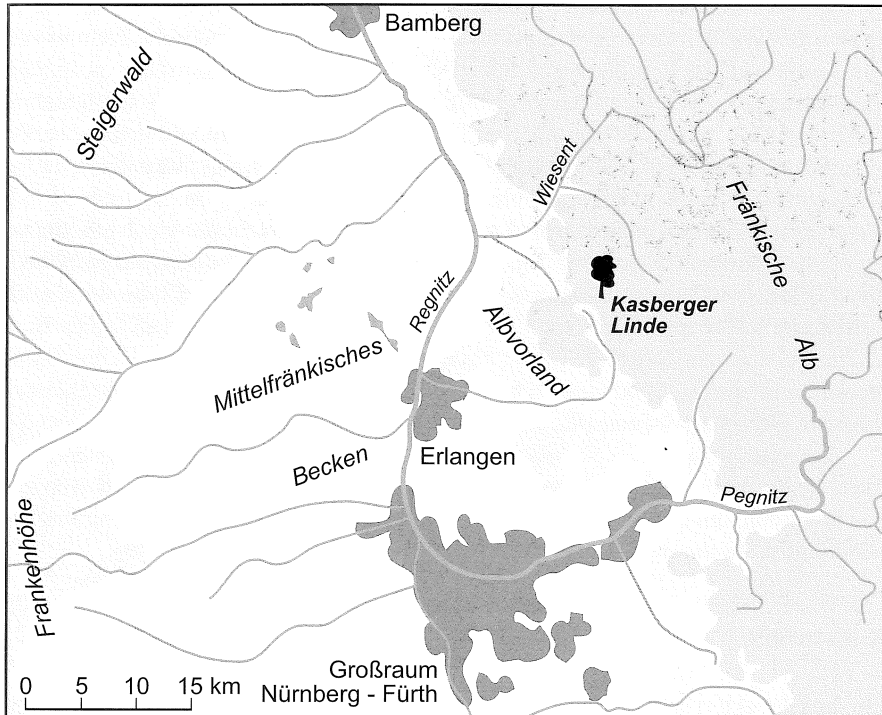 Bamberg
Steigerwald
Wiesent
Fränkische
Alb
Regnitz
Kasberger
Linde
Albvorland
Mittelfränkisches
Becken
Erlangen
Pegnitz
Frankenhöhe
Großraum
Nürnberg - Fürth
0 5 10 15 km